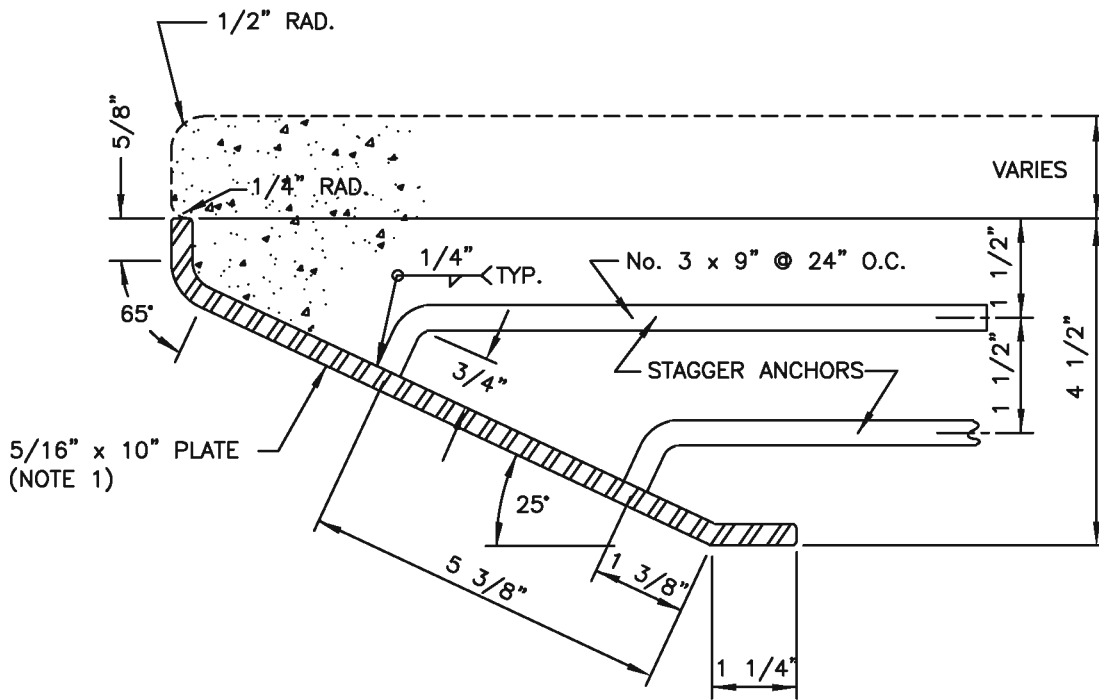 1/2” RAD.
5/8”
VARIES
1/4” RAD.
1/4”
TYP.
No. 3 x 9” @ 24” O.C.
1 1/2”
65°
3/4”
STAGGER ANCHORS
1 1/2”
4 1/2”
5/16” x 10” PLATE
(NOTE 1)
25°
5 3/8”
1 3/8”
1 1/4”